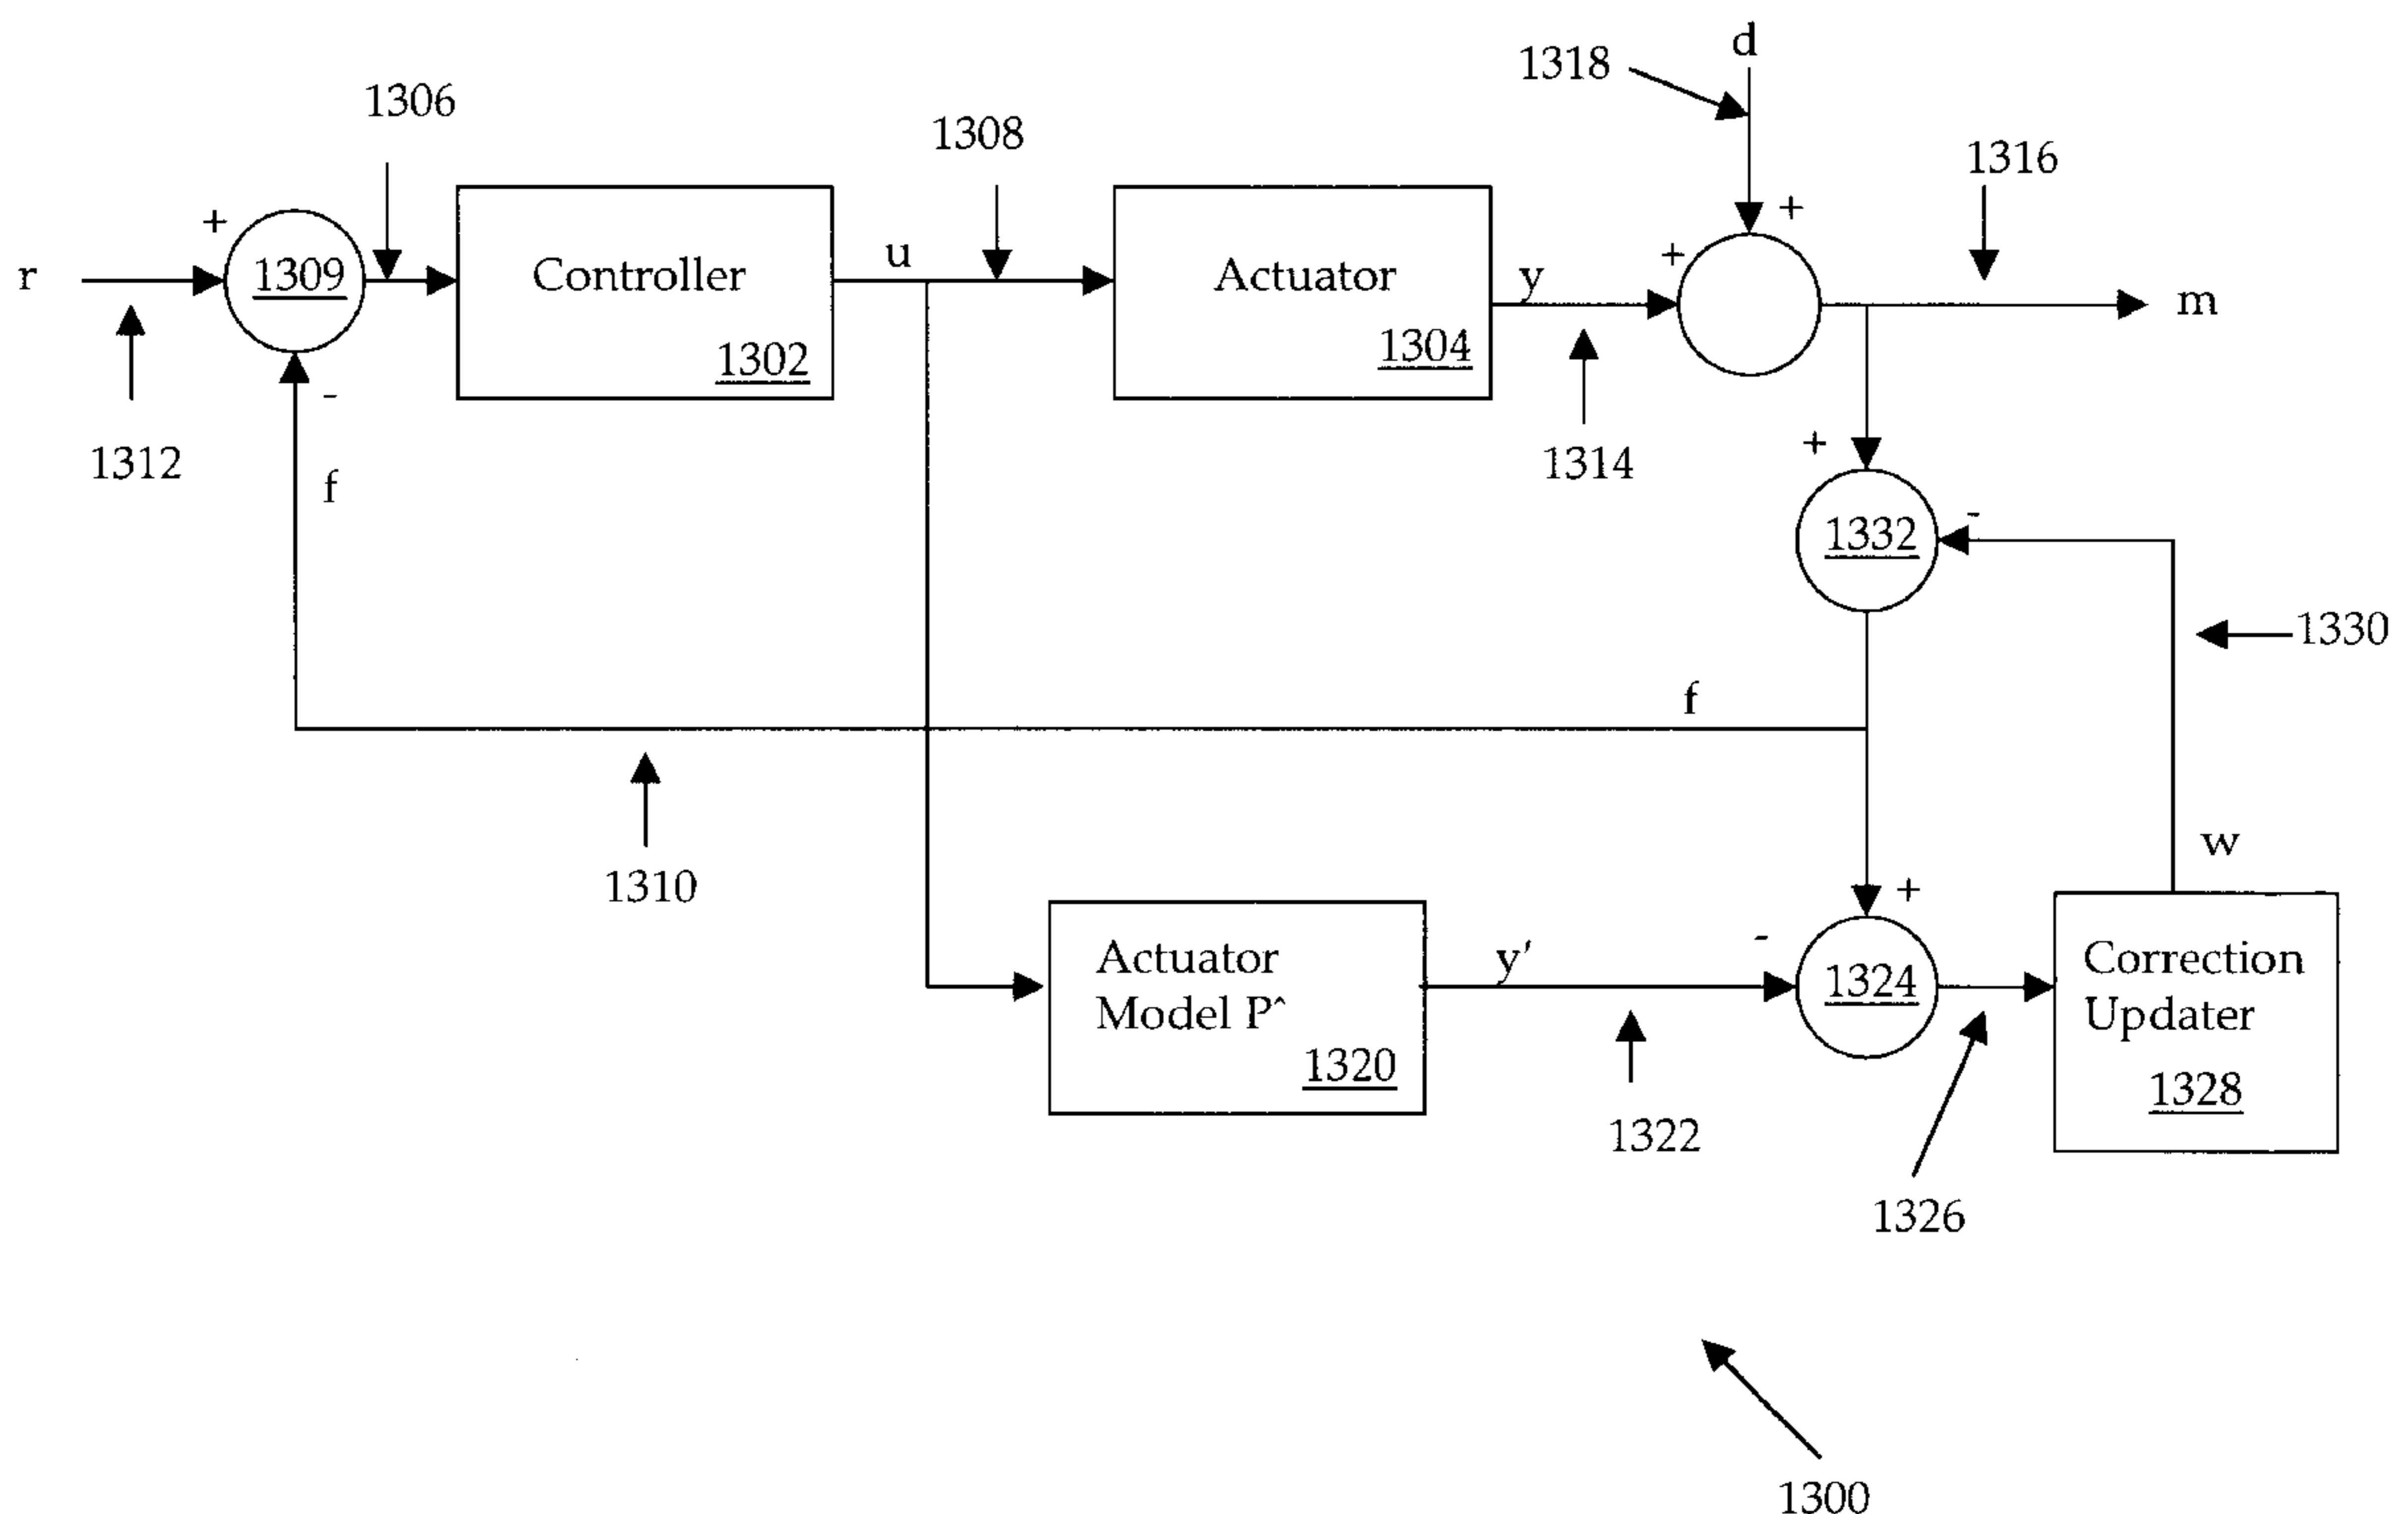 d
1318
1306
1308
1316
+
+
+
r
1309
Controller
u
Actuator
y
m
1302
1304
-
+
1312
f
1314
1332
-
1330
f
1310
w
+
-
Actuator
Model P^
1320
y'
1324
Correction
Updater
1328
1322
1326
1300